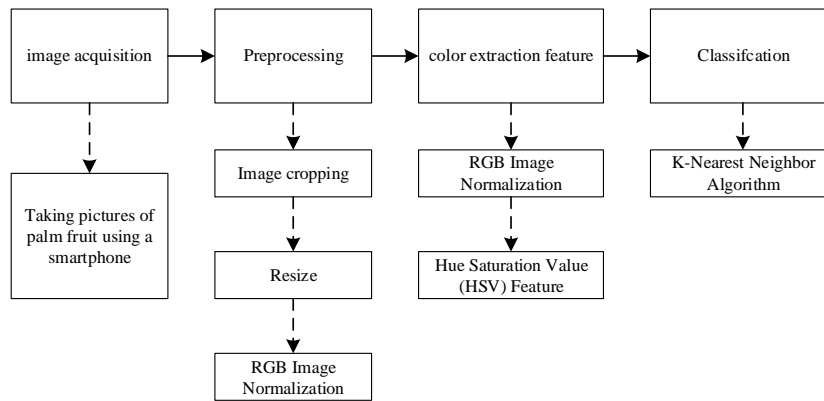 image acquisition
Preprocessing
color extraction feature
Classifcation
Taking pictures of
palm fruit using a
smartphone
Image cropping
Resize
RGB Image
Normalization
RGB Image
Normalization
Hue Saturation Value
(HSV) Feature
K-Nearest Neighbor
Algorithm